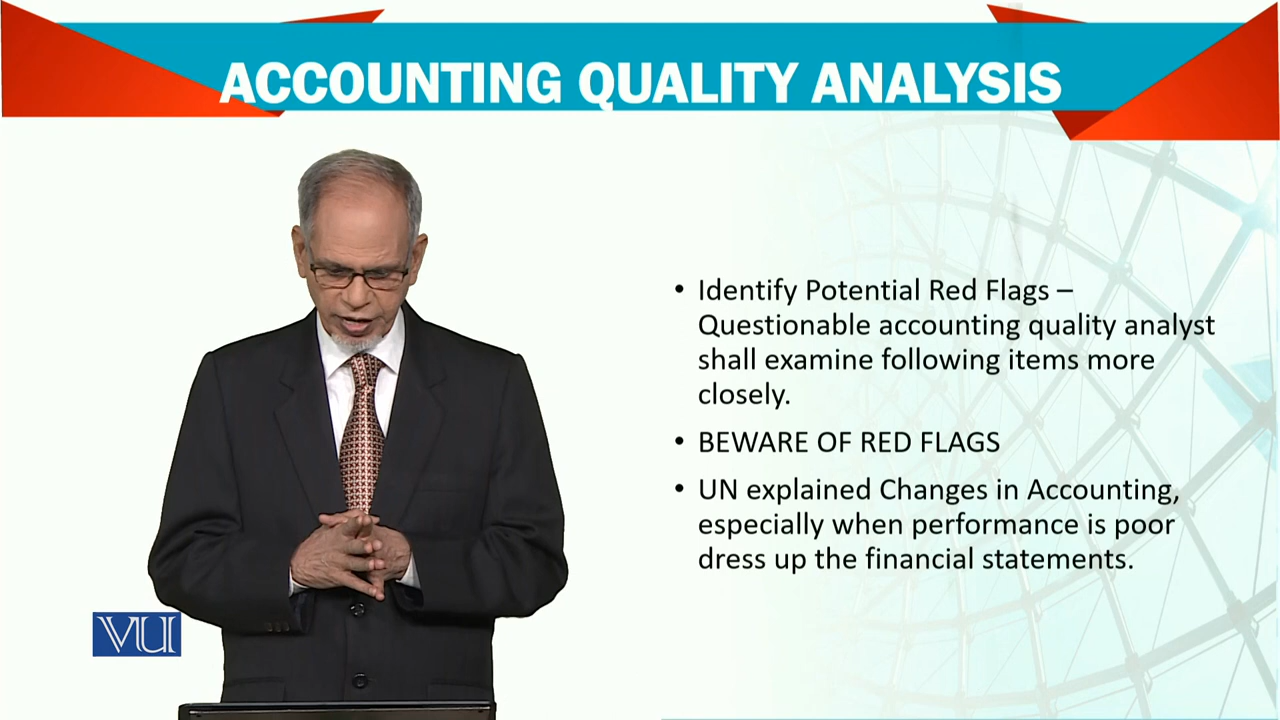 ACCOUNTING QUALITY ANALYSIS
• Identify Potential Red Flags –
Questionable accounting quality analyst
shall examine following items more
closely.
• BEWARE OF RED FLAGS
• UN explained Changes in Accounting,
especially when performance is poor
dress up the financial statements.
VU